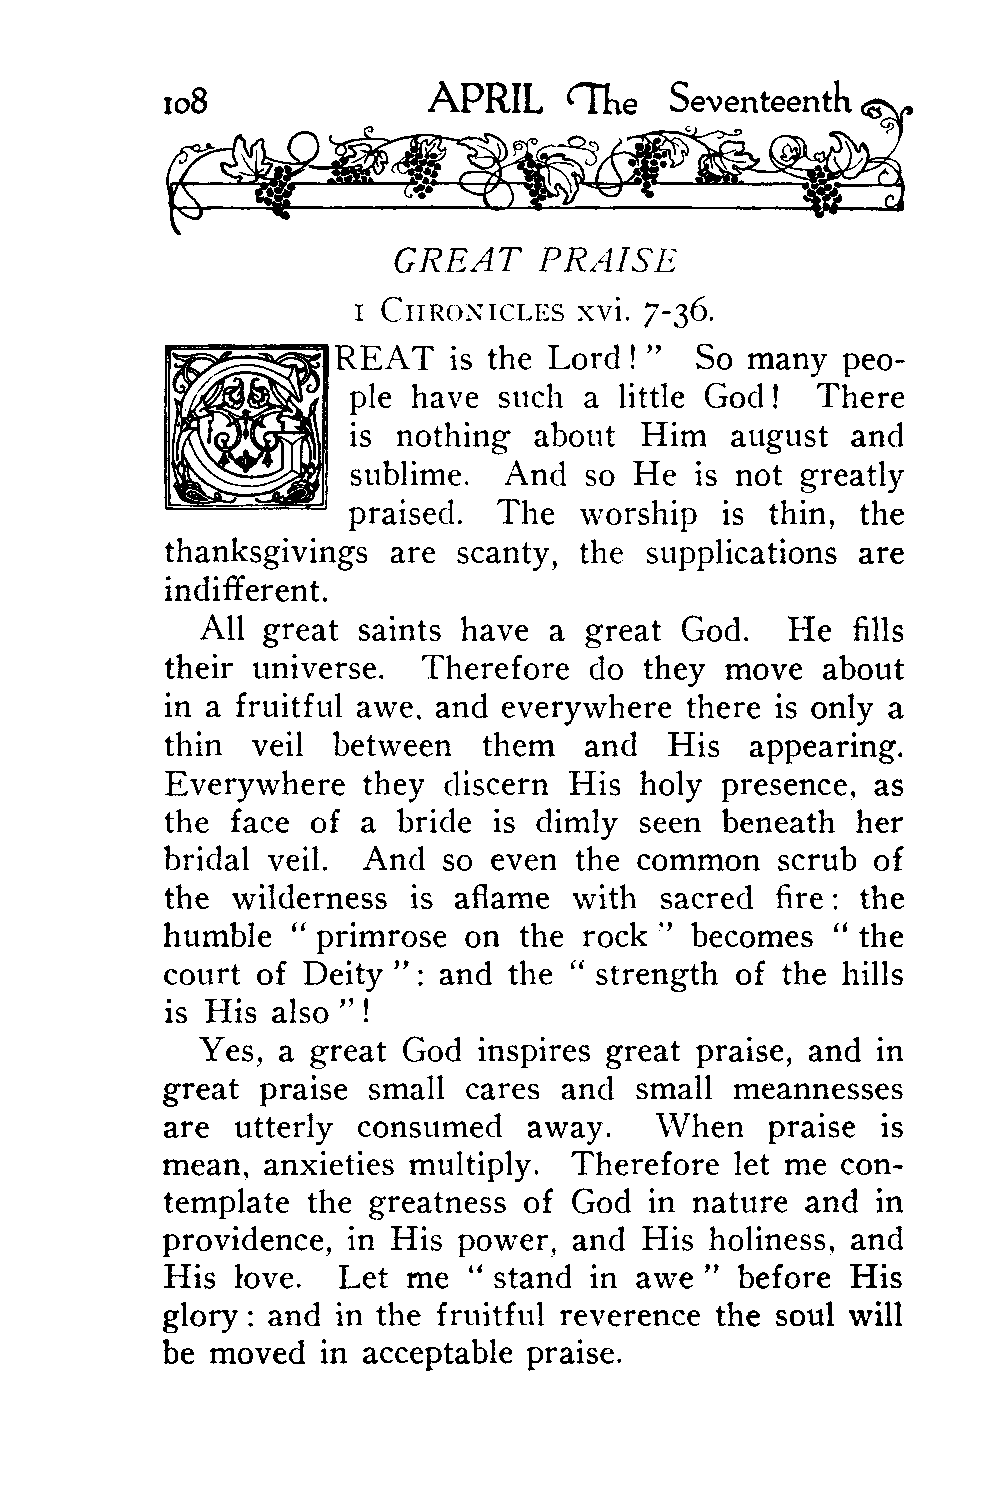 108 APRIL The Seventeenth
GREAT PRAISE
1 CHRONICLES xvi. 7-36.
GREAT is the Lord!” So many peo-
ple have such a little God! There
is nothing about Him august and
sublime. And so He is not greatly
praised. The worship is thin, the
thanksgivings are scanty, the supplications are
indifferent.
All great saints have a great God. He fills
their universe. Therefore do they move about
in a fruitful awe, and everywhere there is only a
thin veil between them and His appearing.
Everywhere they discern His holy presence, as
the face of a bride is dimly seen beneath her
bridal veil. And so even the common scrub of
the wilderness is aflame with sacred fire: the
humble “primrose on the rock” becomes “the
court of Deity”: and the “strength of the hills
is His also”!
Yes, a great God inspires great praise, and in
great praise small cares and small meannesses
are utterly consumed away. When praise is
mean, anxieties multiply. Therefore let me con-
template the greatness of God in nature and in
providence, in His power, and His holiness, and
His love. Let me “stand in awe” before His
glory: and in the fruitful reverence the soul will
be moved in acceptable praise.